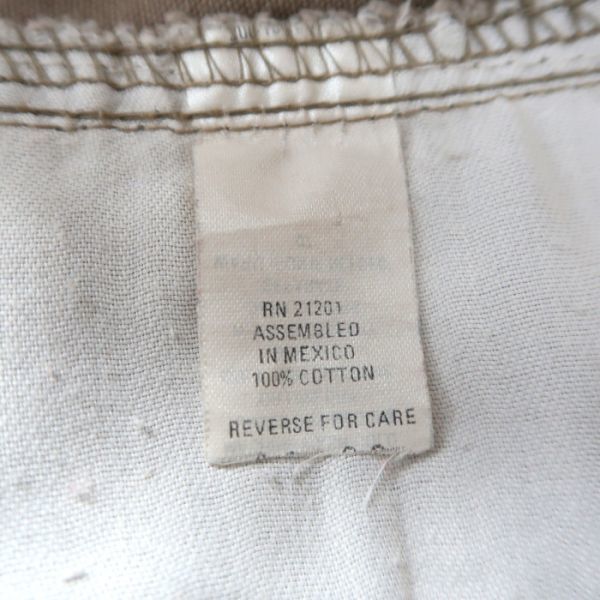 RN 21201
ASSEMBLED
IN MEXICO
100% COTTON
REVERSE FOR CARE